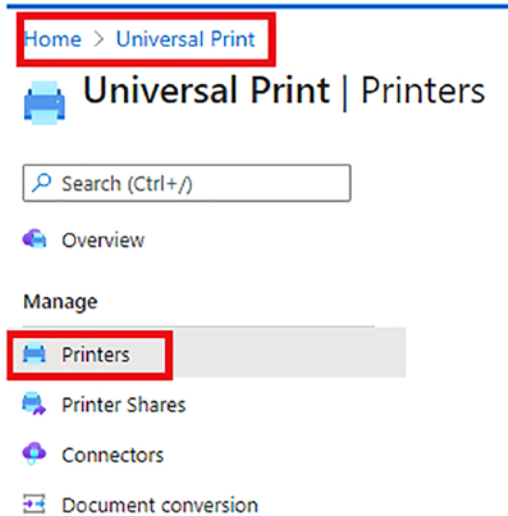 Home > Universal Print
Universal Print | Printers
Search (Ctrl+/)
Overview
Manage
Printers
Printer Shares
Connectors
Document conversion